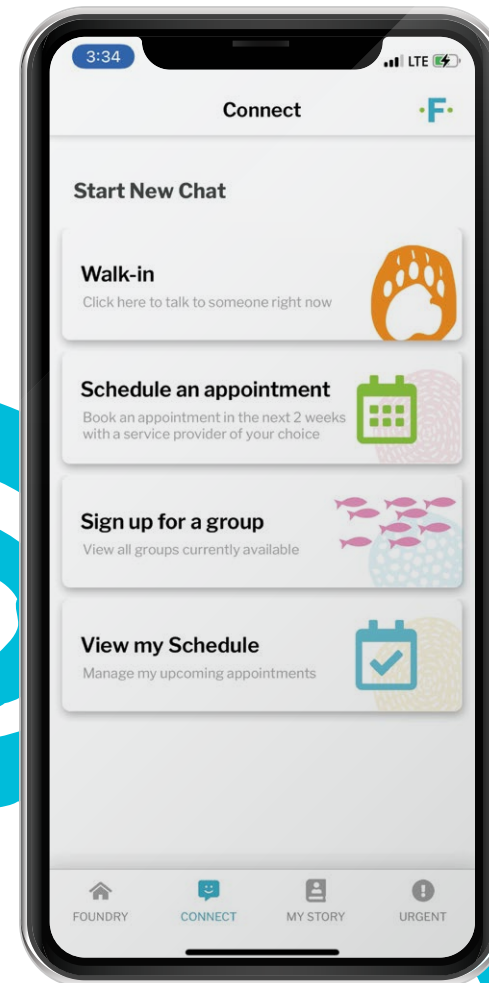 3:34
LTE
Connect
·F·
Start New Chat
Walk-in
Click here to talk to someone right now
Schedule an appointment
Book an appointment in the next 2 weeks
with a service provider of your choice
Sign up for a group
View all groups currently available
View my Schedule
Manage my upcoming appointments
FOUNDRY CONNECT MY STORY URGENT